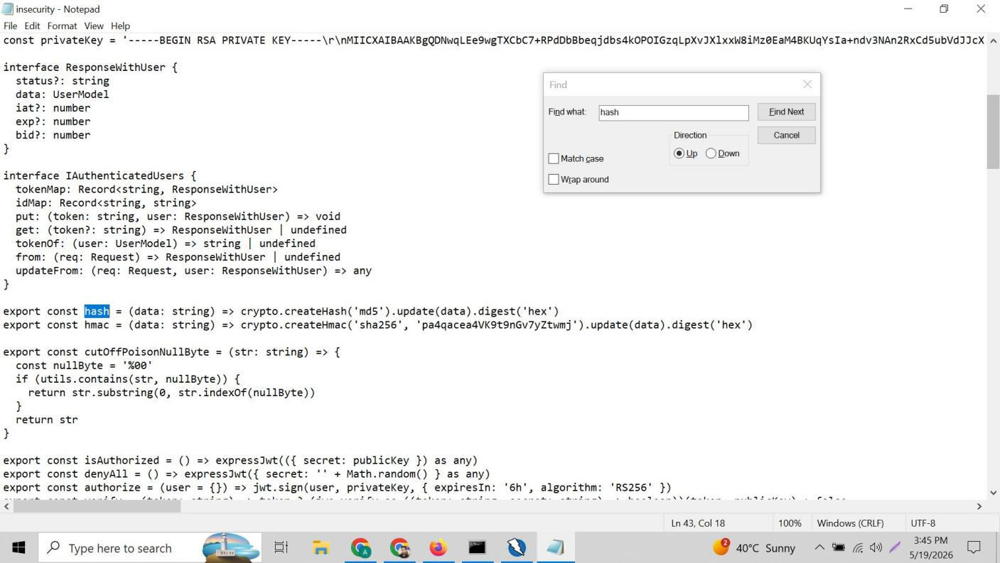 insecurity - Notepad
File Edit Format View Help
const privateKey = '-----BEGIN RSA PRIVATE KEY-----\r\nMIICXAIBAAKBgQDNwqLEe9wgTXCbC7+RPdDbBbeqjdbs4kOPOIGzqLpXvJXlxxW8iMz0EaM4BKUqYsIa+ndv3NAn2RxCd5ubVdJJcX
interface ResponseWithUser {
  status?: string
  data: UserModel
  iat?: number
  exp?: number
  bid?: number
}
Find
Find what: hash
Find Next
Direction
Cancel
Up Down
Match case
Wrap around
interface IAuthenticatedUsers {
  tokenMap: Record<string, ResponseWithUser>
  idMap: Record<string, string>
  put: (token: string, user: ResponseWithUser) => void
  get: (token?: string) => ResponseWithUser | undefined
  tokenOf: (user: UserModel) => string | undefined
  from: (req: Request) => ResponseWithUser | undefined
  updateFrom: (req: Request, user: ResponseWithUser) => any
}
export const hash = (data: string) => crypto.createHash('md5').update(data).digest('hex')
export const hmac = (data: string) => crypto.createHmac('sha256', 'pa4qacea4VK9t9nGv7yZtwmj').update(data).digest('hex')
export const cutOffPoisonNullByte = (str: string) => {
  const nullByte = '%00'
  if (utils.contains(str, nullByte)) {
    return str.substring(0, str.indexOf(nullByte))
  }
  return str
}
export const isAuthorized = () => expressJwt(({ secret: publicKey }) as any)
export const denyAll = () => expressJwt({ secret: '' + Math.random() } as any)
export const authorize = (user = {}) => jwt.sign(user, privateKey, { expiresIn: '6h', algorithm: 'RS256' })
Ln 43, Col 18
100%
Windows (CRLF)
UTF-8
Type here to search
2
40°C Sunny
3:45 PM
5/19/2026